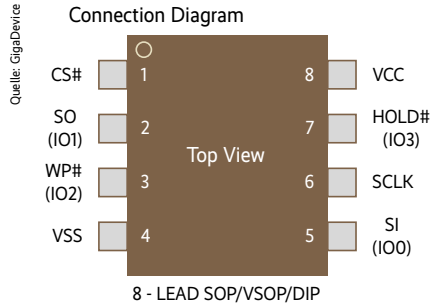 Quelle: GigaDevice
Connection Diagram
CS# 1 8 VCC
SO
(IO1) 2 7 HOLD#
(IO3)
Top View
WP#
(IO2) 3 6 SCLK
VSS 4 5 SI
(IO0)
8 - LEAD SOP/VSOP/DIP